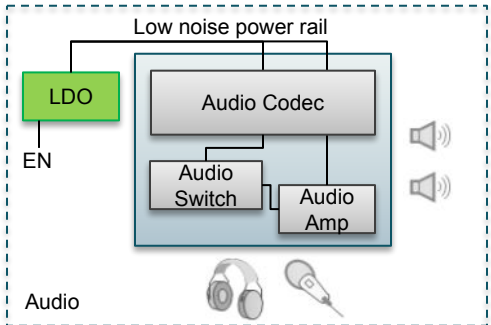 Low noise power rail
LDO
Audio Codec
EN
Audio
Switch
Audio
Amp
Audio